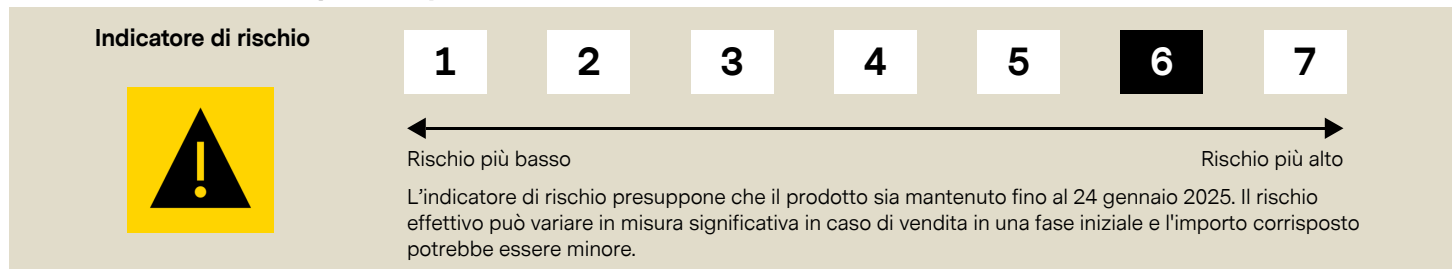 Indicatore di rischio
1 2 3 4 5 6 7
Rischio più basso Rischio più alto
L'indicatore di rischio presuppone che il prodotto sia mantenuto fino al 24 gennaio 2025. Il rischio
effettivo può variare in misura significativa in caso di vendita in una fase iniziale e l'importo corrisposto
potrebbe essere minore.